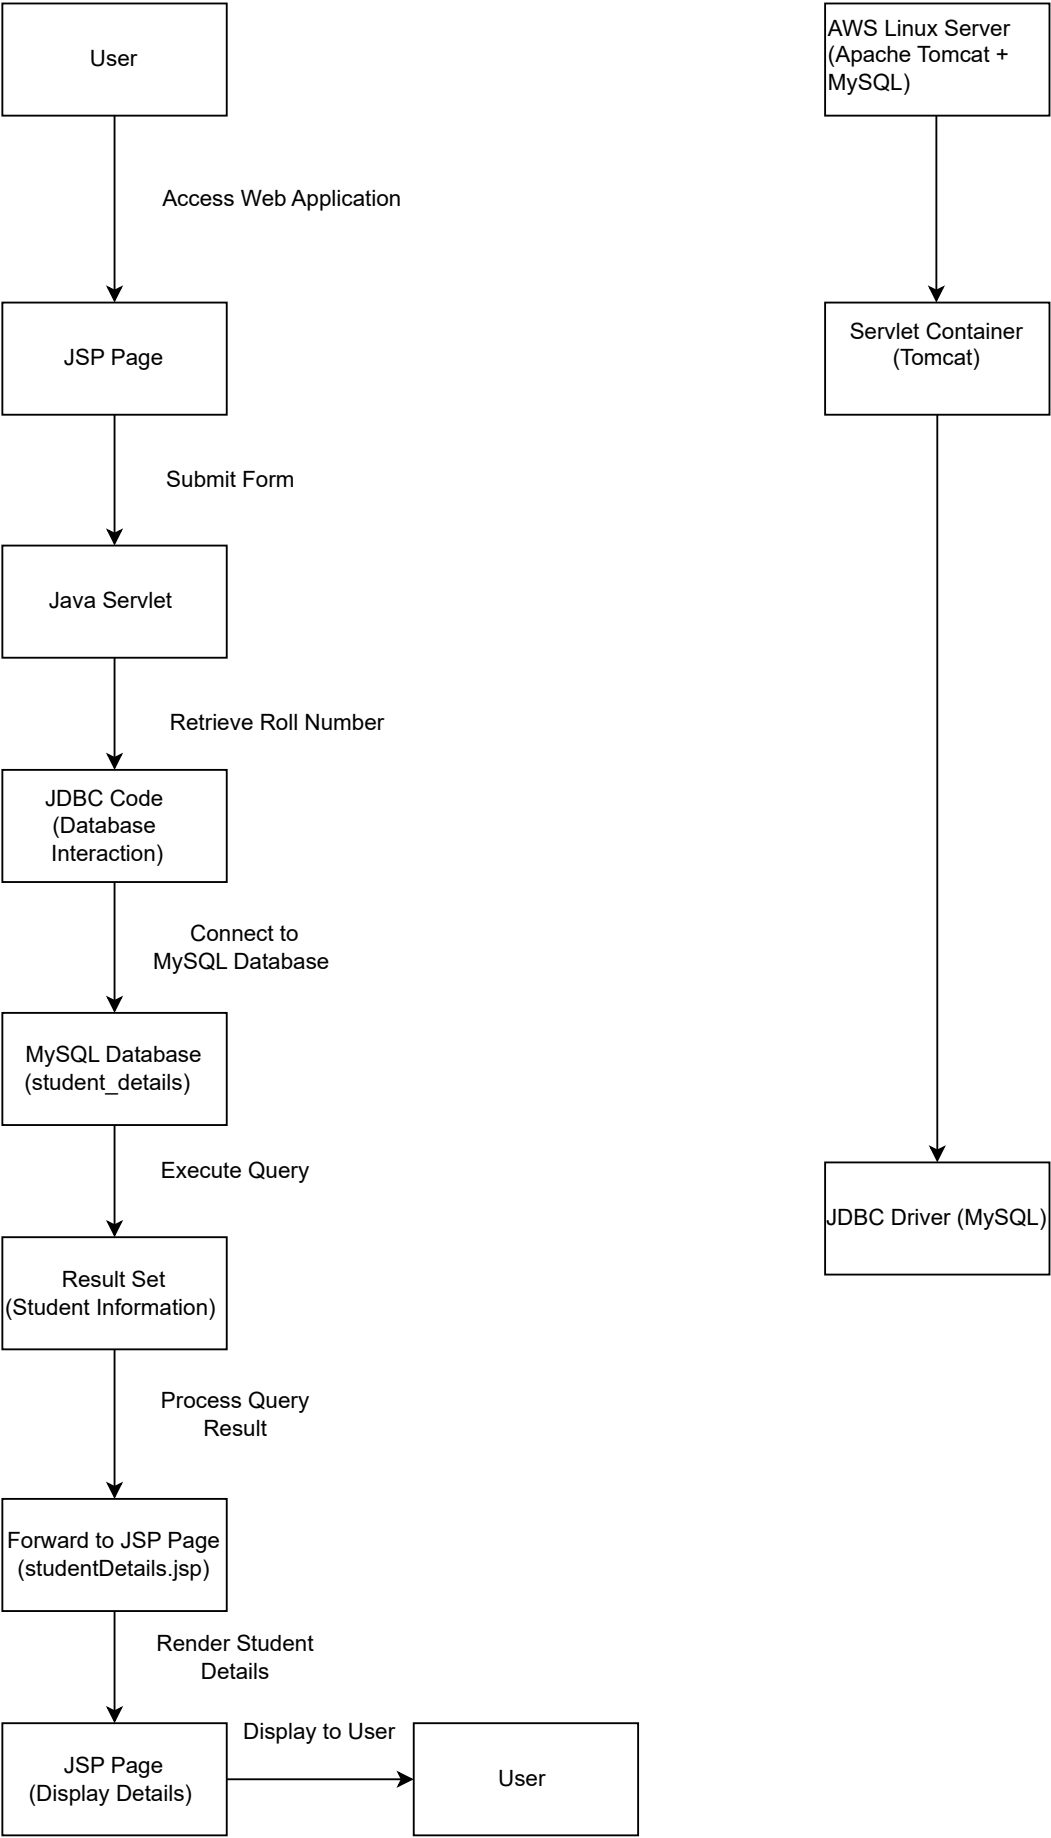 User
AWS Linux Server
(Apache Tomcat +
MySQL)
Access Web Application
JSP Page
Servlet Container
(Tomcat)
Submit Form
Java Servlet
Retrieve Roll Number
JDBC Code
(Database
Interaction)
Connect to
MySQL Database
MySQL Database
(student_details)
Execute Query
JDBC Driver (MySQL)
Result Set
(Student Information)
Process Query
Result
Forward to JSP Page
(studentDetails.jsp)
Render Student
Details
Display to User
JSP Page
(Display Details)
User